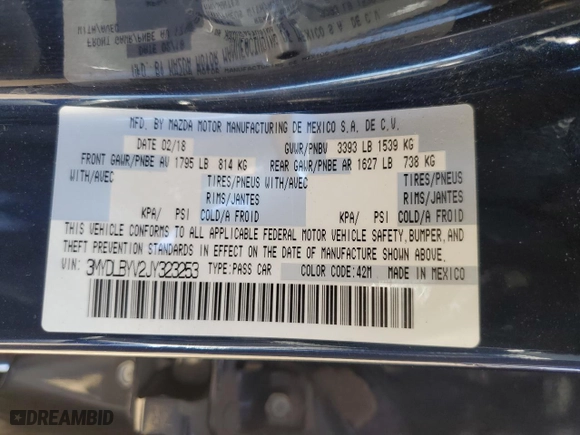 MFD. BY MAZDA MOTOR MANUFACTURING DE MEXICO S.A. DE C.V.
DATE 02/18 GVWR/PNBV 3393 LB 1539 KG
FRONT GAWR/PNBE AV 1795 LB 814 KG REAR GAWR/PNBE AR 1627 LB 738 KG
WITH/AVEC TIRES/PNEUS WITH/AVEC TIRES/PNEUS
RIMS/JANTES RIMS/JANTES
KPA/ PSI COLD/A FROID KPA/ PSI COLD/A FROID
THIS VEHICLE CONFORMS TO ALL APPLICABLE FEDERAL MOTOR VEHICLE SAFETY, BUMPER, AND
THEFT PREVENTION STANDARDS IN EFFECT ON THE DATE OF MANUFACTURE SHOWN ABOVE.
VIN: 3MYDLBYV2JY323253 TYPE:PASS CAR COLOR CODE:42M MADE IN MEXICO
DREAMBID